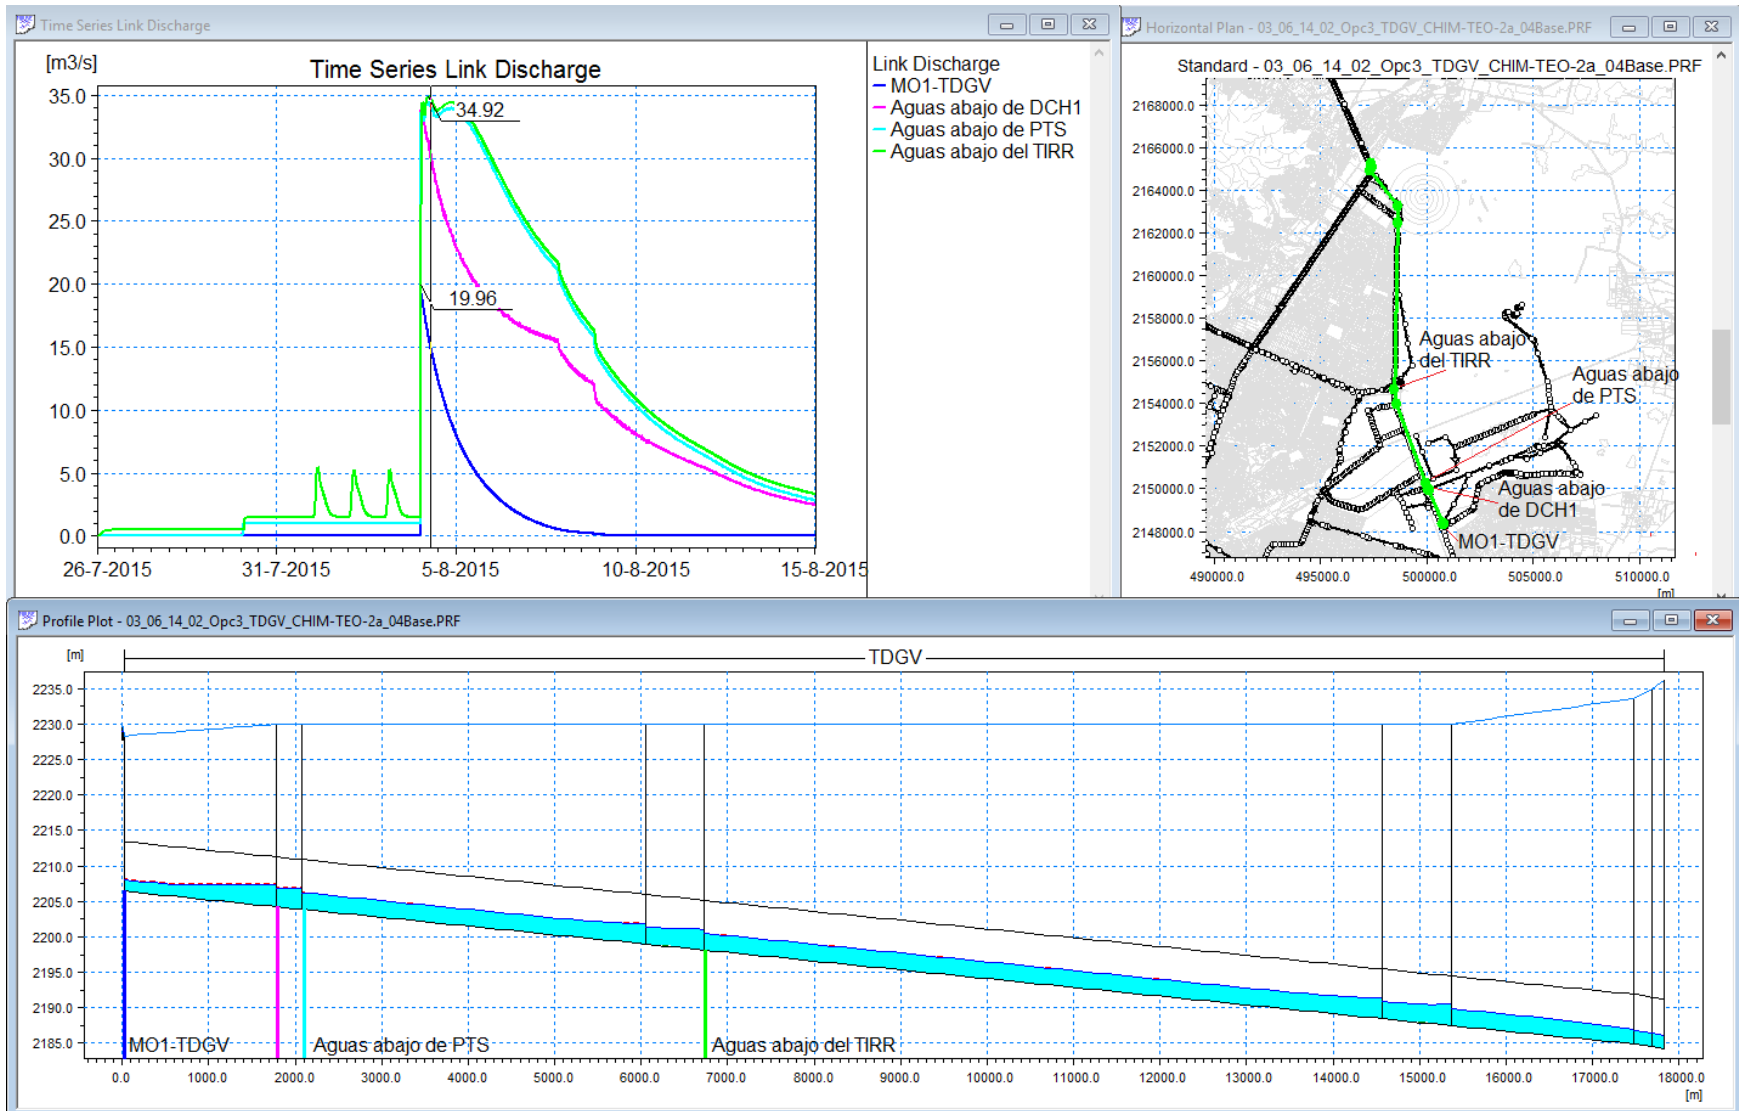 Time Series Link Discharge
[m3/s]
Time Series Link Discharge
35.0
30.0
25.0
20.0
15.0
10.0
5.0
0.0
34.92
19.96
26-7-2015 31-7-2015 5-8-2015 10-8-2015 15-8-2015
Link Discharge
MO1-TDGV
Aguas abajo de DCH1
Aguas abajo de PTS
Aguas abajo del TIRR
Horizontal Plan - 03_06_14_02_Opc3_TDGV_CHIM-TEO-2a_04Base.PRF
Standard - 03_06_14_02_Opc3_TDGV_CHIM-TEO-2a_04Base.PRF
2168000.0
2166000.0
2164000.0
2162000.0
2160000.0
2158000.0
2156000.0
2154000.0
2152000.0
2150000.0
2148000.0
Aguas abajo
del TIRR
Aguas abajo
de PTS
Aguas abajo
de DCH1
MO1-TDGV
490000.0 495000.0 500000.0 505000.0 510000.0
[m]
Profile Plot - 03_06_14_02_Opc3_TDGV_CHIM-TEO-2a_04Base.PRF
[m]
TDGV
2235.0
2230.0
2225.0
2220.0
2215.0
2210.0
2205.0
2200.0
2195.0
2190.0
2185.0
MO1-TDGV Aguas abajo de PTS Aguas abajo del TIRR
0.0 1000.0 2000.0 3000.0 4000.0 5000.0 6000.0 7000.0 8000.0 9000.0 10000.0 11000.0 12000.0 13000.0 14000.0 15000.0 16000.0 17000.0 18000.0
[m]